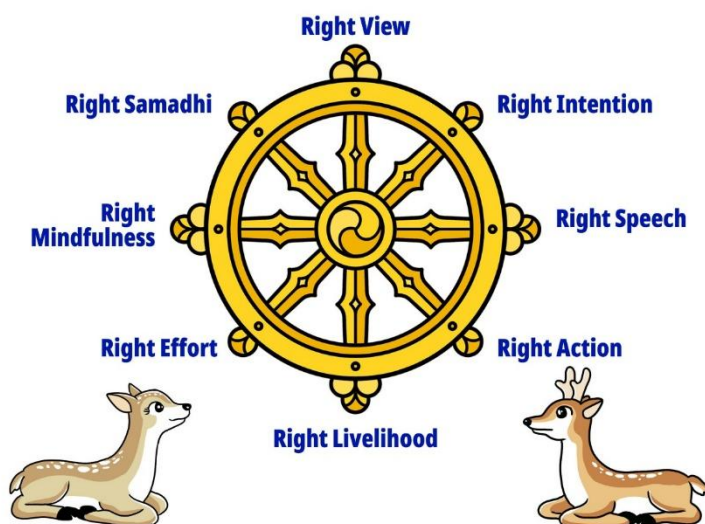 Right View
Right Samadhi
Right Intention
Right
Mindfulness
Right Speech
Right Effort
Right Action
Right Livelihood